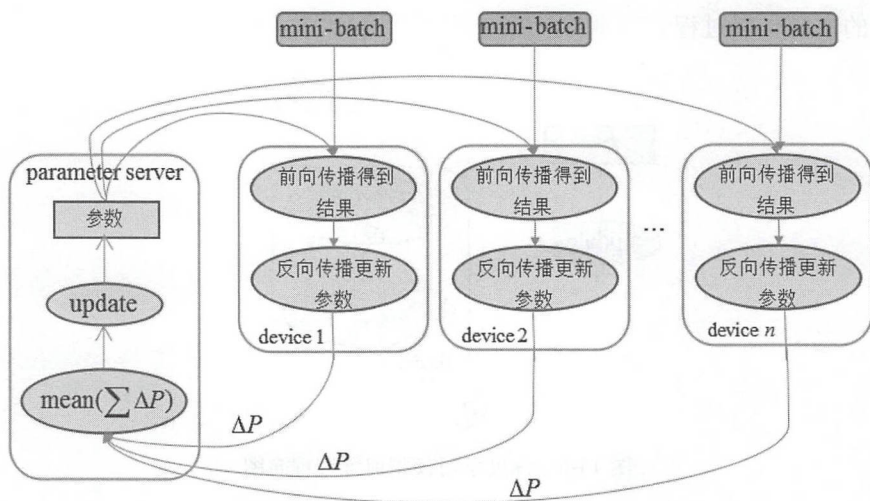 mini-batch
mini-batch
mini-batch
parameter server
参数
update
mean(∑ΔP)
前向传播得到
结果
反向传播更新
参数
device 1
前向传播得到
结果
反向传播更新
参数
device 2
...
前向传播得到
结果
反向传播更新
参数
device n
ΔP
ΔP
ΔP